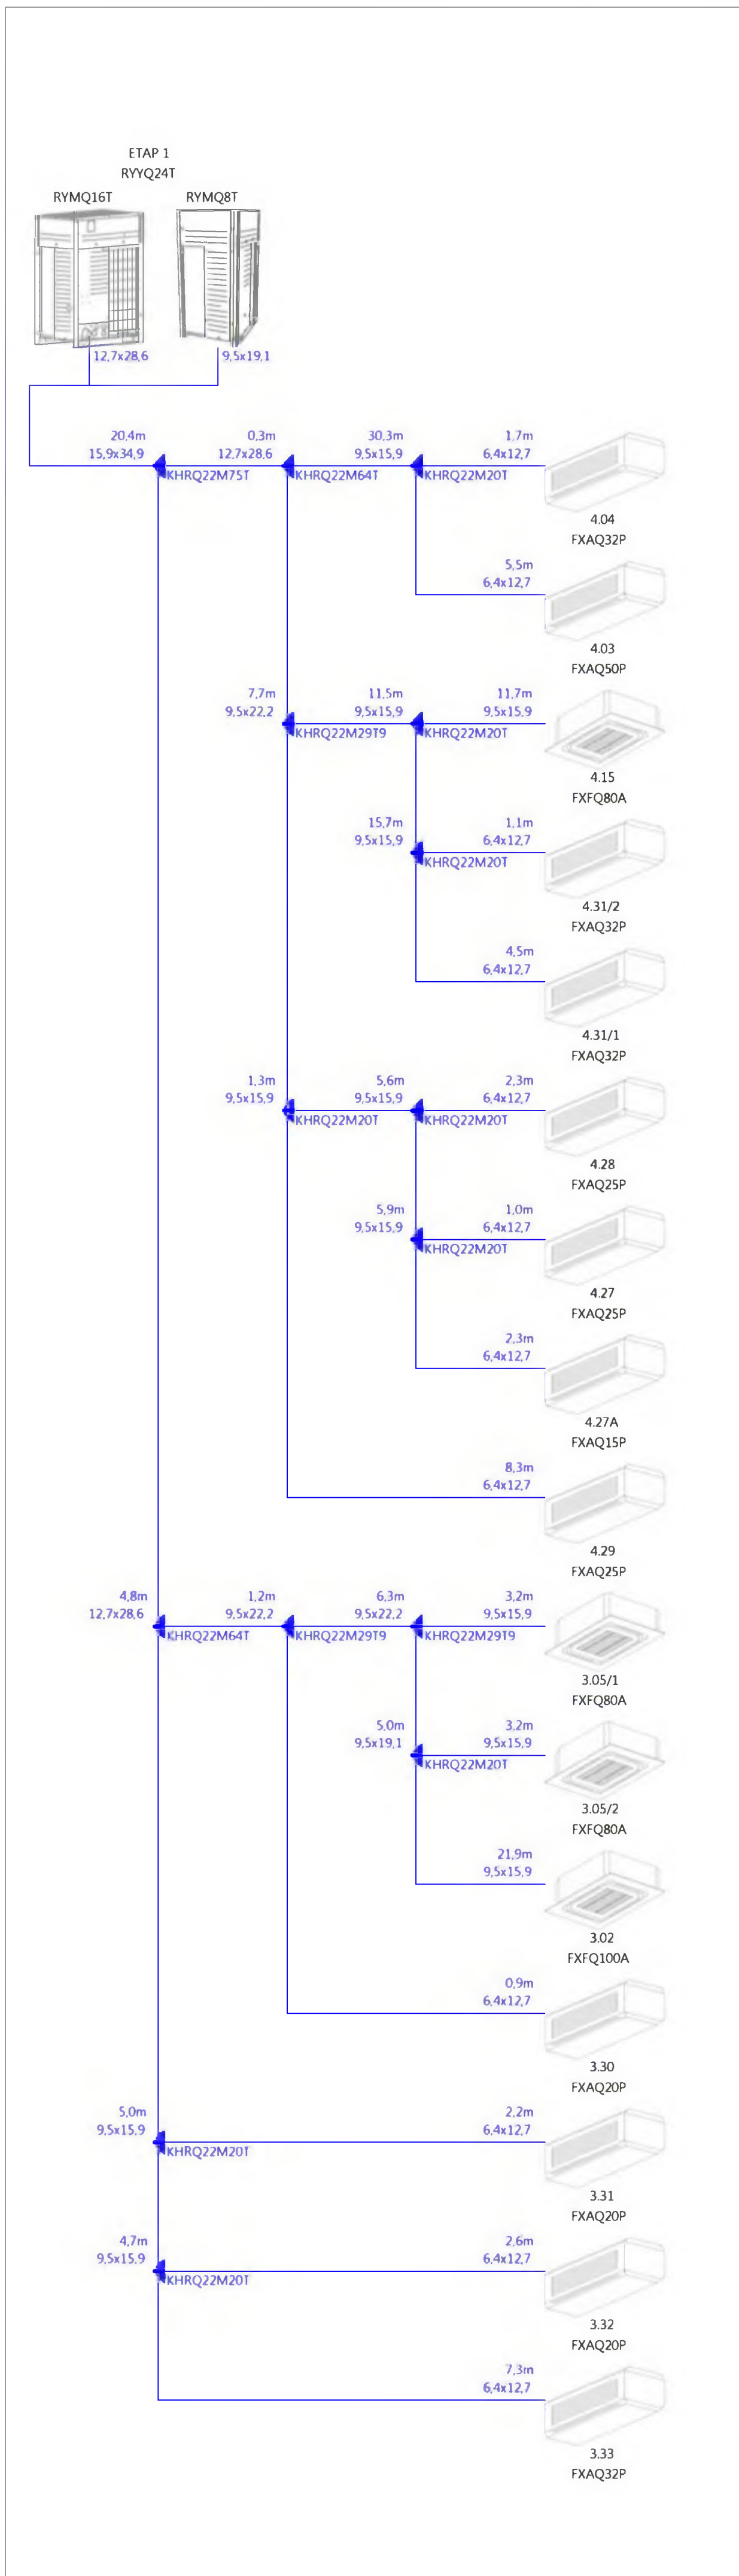 ETAP 1
RYYQ24T
RYMQ16T RYMQ8T
12,7x28,6 9,5x19,1
20,4m 0,3m 30,3m 1,7m
15,9x34,9 12,7x28,6 9,5x15,9 6,4x12,7
KHRQ22M75T KHRQ22M64T KHRQ22M20T
4.04
FXAQ32P
5,5m
6,4x12,7
4.03
FXAQ50P
7,7m 11,5m 11,7m
9,5x22,2 9,5x15,9 9,5x15,9
KHRQ22M29T9 KHRQ22M20T
4.15
FXFQ80A
15,7m 1,1m
9,5x15,9 6,4x12,7
KHRQ22M20T
4.31/2
FXAQ32P
4,5m
6,4x12,7
4.31/1
FXAQ32P
1,3m 5,6m 2,3m
9,5x15,9 9,5x15,9 6,4x12,7
KHRQ22M20T KHRQ22M20T
4.28
FXAQ25P
5,9m 1,0m
9,5x15,9 6,4x12,7
KHRQ22M20T
4.27
FXAQ25P
2,3m
6,4x12,7
4.27A
FXAQ15P
8,3m
6,4x12,7
4.29
FXAQ25P
4,8m 1,2m 6,3m 3,2m
12,7x28,6 9,5x22,2 9,5x22,2 9,5x15,9
KHRQ22M64T KHRQ22M29T9 KHRQ22M29T9
3.05/1
FXFQ80A
5,0m 3,2m
9,5x19,1 9,5x15,9
KHRQ22M20T
3.05/2
FXFQ80A
21,9m
9,5x15,9
3.02
FXFQ100A
0,9m
6,4x12,7
3.30
FXAQ20P
5,0m 2,2m
9,5x15,9 6,4x12,7
KHRQ22M20T
3.31
FXAQ20P
4,7m 2,6m
9,5x15,9 6,4x12,7
KHRQ22M20T
3.32
FXAQ20P
7,3m
6,4x12,7
3.33
FXAQ32P